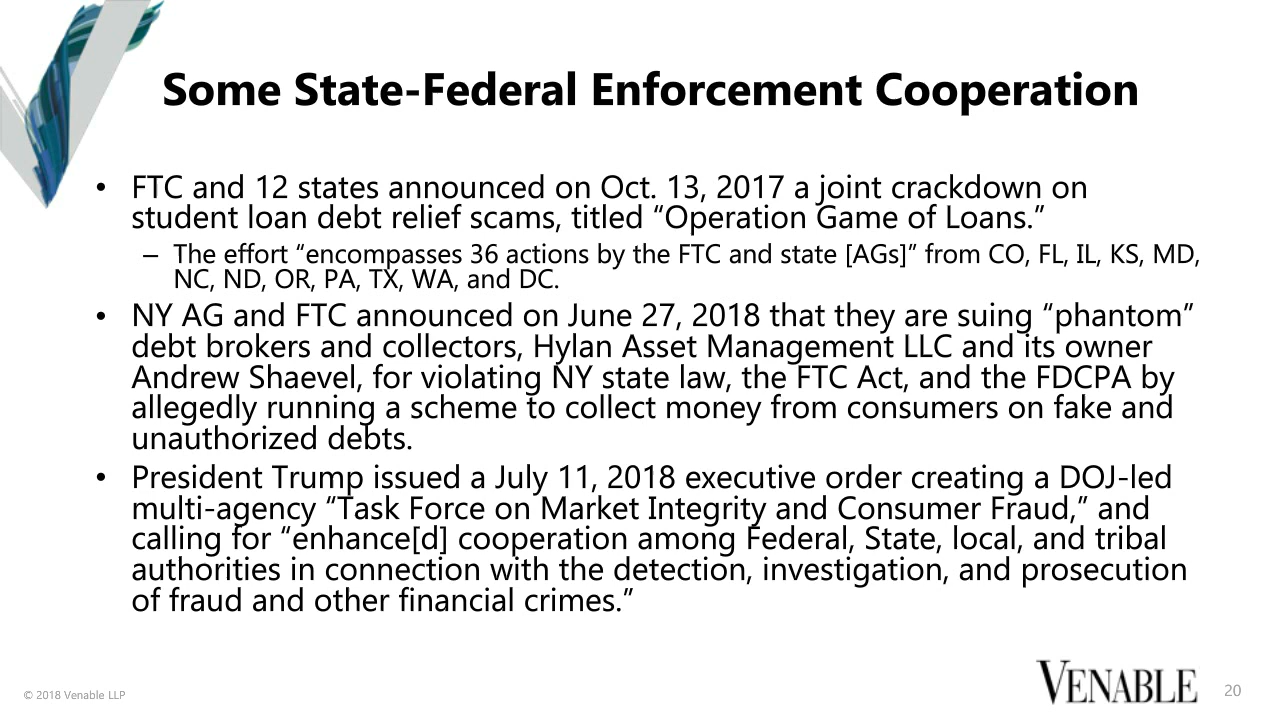 Some State-Federal Enforcement Cooperation
• FTC and 12 states announced on Oct. 13, 2017 a joint crackdown on
student loan debt relief scams, titled “Operation Game of Loans.”
– The effort “encompasses 36 actions by the FTC and state [AGs]” from CO, FL, IL, KS, MD,
NC, ND, OR, PA, TX, WA, and DC.
• NY AG and FTC announced on June 27, 2018 that they are suing “phantom”
debt brokers and collectors, Hylan Asset Management LLC and its owner
Andrew Shaevel, for violating NY state law, the FTC Act, and the FDCPA by
allegedly running a scheme to collect money from consumers on fake and
unauthorized debts.
• President Trump issued a July 11, 2018 executive order creating a DOJ-led
multi-agency “Task Force on Market Integrity and Consumer Fraud,” and
calling for “enhance[d] cooperation among Federal, State, local, and tribal
authorities in connection with the detection, investigation, and prosecution
of fraud and other financial crimes.”
© 2018 Venable LLP
VENABLE
20